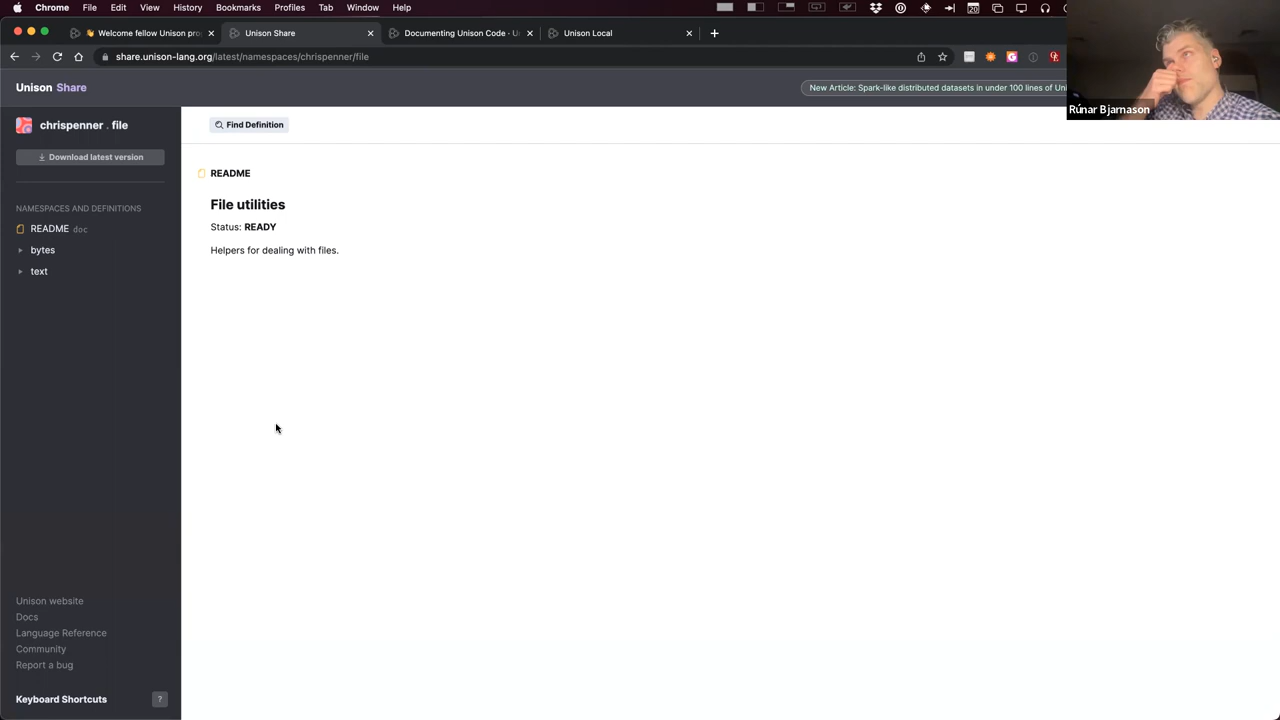 Chrome File Edit View History Bookmarks Profiles Tab Window Help
👋 Welcome fellow Unison pro
Unison Share
Documenting Unison Code · U
Unison Local
share.unison-lang.org/latest/namespaces/chrispenner/file
Unison Share
New Article: Spark-like distributed datasets in under 100 lines of Un
Rúnar Bjarnason
chrispenner . file
Find Definition
Download latest version
README
NAMESPACES AND DEFINITIONS
File utilities
README doc
Status: READY
bytes
Helpers for dealing with files.
text
Unison website
Docs
Language Reference
Community
Report a bug
Keyboard Shortcuts ?